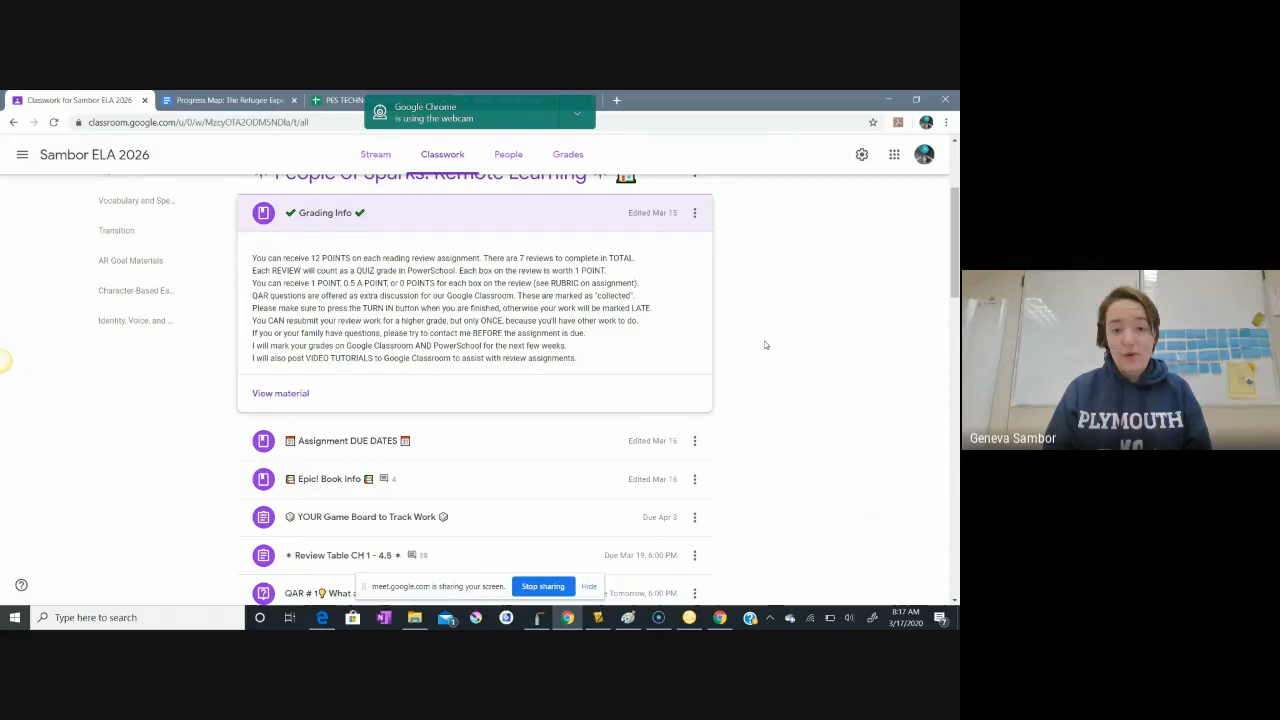 Classwork for Sambor ELA 2026
Progress Map: The Refugee Exp
PES TECHN
Google Chrome
is using the webcam
classroom.google.com/u/0/w/MzcyOTA2ODM5NDla/t/all
Sambor ELA 2026
Stream
Classwork
People
Grades
People of Sparks: Remote Learning
Vocabulary and Spe...
Transition
AR Goal Materials
Character-Based Es...
Identity, Voice, and ...
Grading Info
Edited Mar 15
You can receive 12 POINTS on each reading review assignment. There are 7 reviews to complete in TOTAL.
Each REVIEW will count as a QUIZ grade in PowerSchool. Each box on the review is worth 1 POINT.
You can receive 1 POINT, 0.5 A POINT, or 0 POINTS for each box on the review (see RUBRIC on assignment).
QAR questions are offered as extra discussion for our Google Classroom. These are marked as "collected".
Please make sure to press the TURN IN button when you are finished, otherwise your work will be marked LATE.
You CAN resubmit your review work for a higher grade, but only ONCE, because you'll have other work to do.
If you or your family have questions, please try to contact me BEFORE the assignment is due.
I will mark your grades on Google Classroom AND PowerSchool for the next few weeks.
I will also post VIDEO TUTORIALS to Google Classroom to assist with review assignments.
View material
Assignment DUE DATES
Edited Mar 16
Epic! Book Info
4
Edited Mar 16
YOUR Game Board to Track Work
Due Apr 3
✶ Review Table CH 1 - 4.5 ✶
38
Due Mar 19, 6:00 PM
QAR # 1
What a
Tomorrow, 6:00 PM
meet.google.com is sharing your screen.
Stop sharing
Hide
Type here to search
8:17 AM
3/17/2020
PLYMOUTH
Geneva Sambor